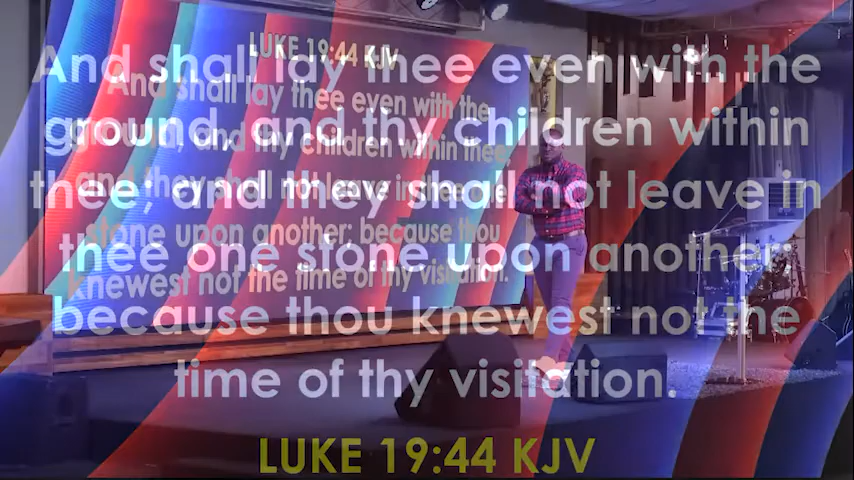 And shall lay thee even with the
ground, and thy children within
thee; and they shall not leave in
thee one stone upon another;
because thou knewest not the
time of thy visitation.
LUKE 19:44 KJV
LUKE 19:44 KJV
And shall lay thee even with the
ground, and thy children within thee;
and they shall not leave in thee one
stone upon another; because thou
knewest not the time of thy visitation.